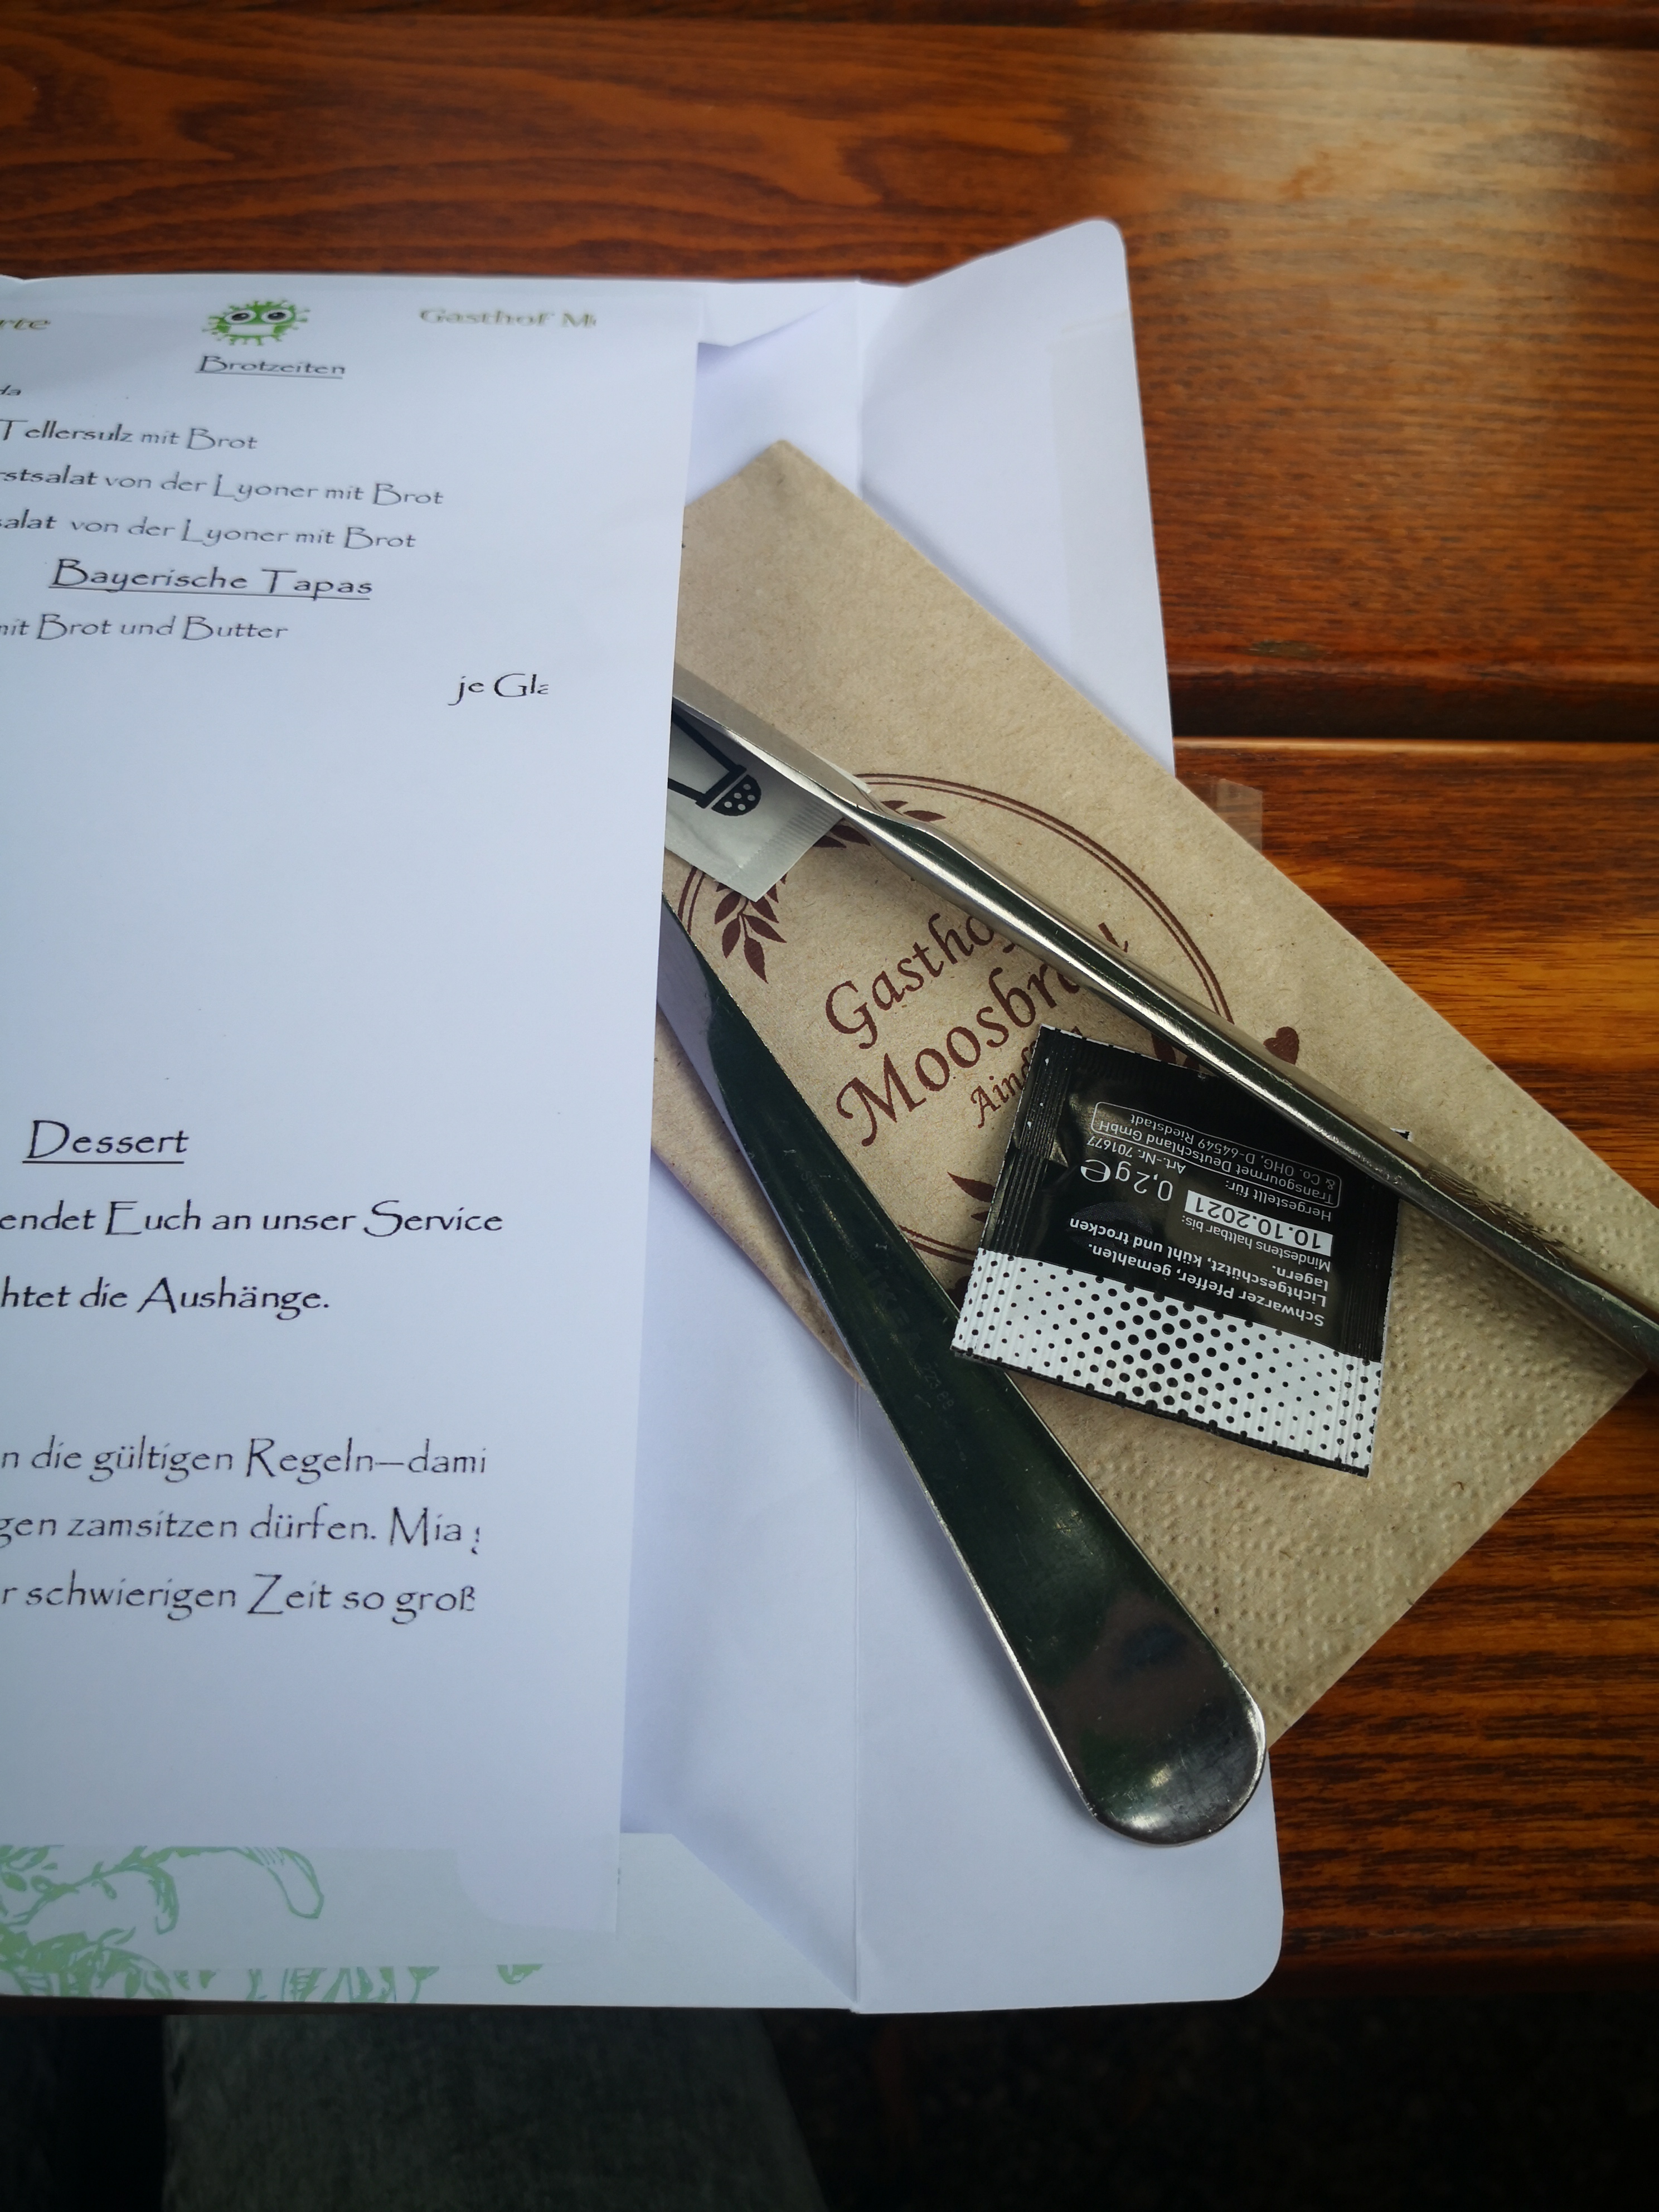 rte
Gasthof M
Brotzeiten
da
Tellersulz mit Brot
rstsalat von der Lyoner mit Brot
salat von der Lyoner mit Brot
Bayerische Tapas
mit Brot und Butter
je Gla
Dessert
endet Euch an unser Service
htet die Aushänge.
n die gültigen Regeln—dami
gen zamsitzen dürfen. Mia g
r schwierigen Zeit so groß
Gasthof
Moosbr
Aind
Schwarzer Pfeffer, gemahlen.
Lichtgeschützt, kühl und trocken
lagern.
Mindestens haltbar bis:
10.10.2021
0,2g e
Hergestellt für:
Art.-Nr. 701677
Transgourmet Deutschland GmbH
& Co. OHG, D-64549 Riedstadt